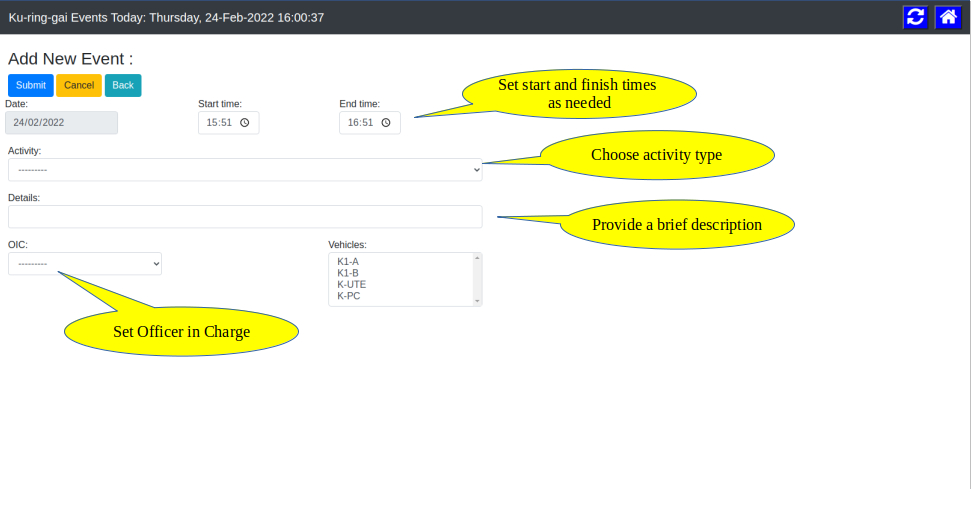 Ku-ring-gai Events Today: Thursday, 24-Feb-2022 16:00:37
Add New Event :
Submit Cancel Back
Date: Start time: End time:
24/02/2022 15:51 16:51
Set start and finish times
as needed
Activity:
---------
Choose activity type
Details:
Provide a brief description
OIC: Vehicles:
---------
K1-A
K1-B
K-UTE
K-PC
Set Officer in Charge